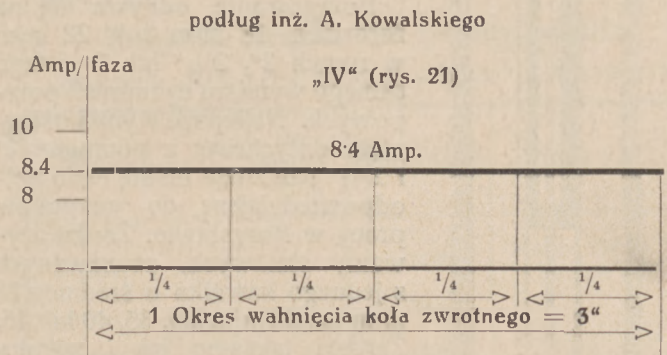 podług inż. A. Kowalskiego
Amp/faza
„IV“ (rys. 21)
10
8·4 Amp.
8.4
8
1/4 1/4 1/4 1/4
1 Okres wahnięcia koła zwrotnego = 3“